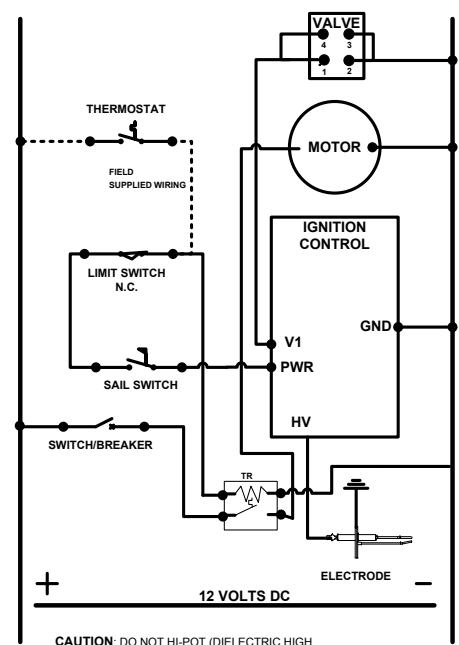 VALVE
4 3
1 2
THERMOSTAT
MOTOR
FIELD
SUPPLIED WIRING
IGNITION
CONTROL
LIMIT SWITCH
N.C.
GND
V1
PWR
SAIL SWITCH
HV
SWITCH/BREAKER
TR
ELECTRODE
+ −
12 VOLTS DC
CAUTION: DO NOT HI-POT (DIELECTRIC HIGH